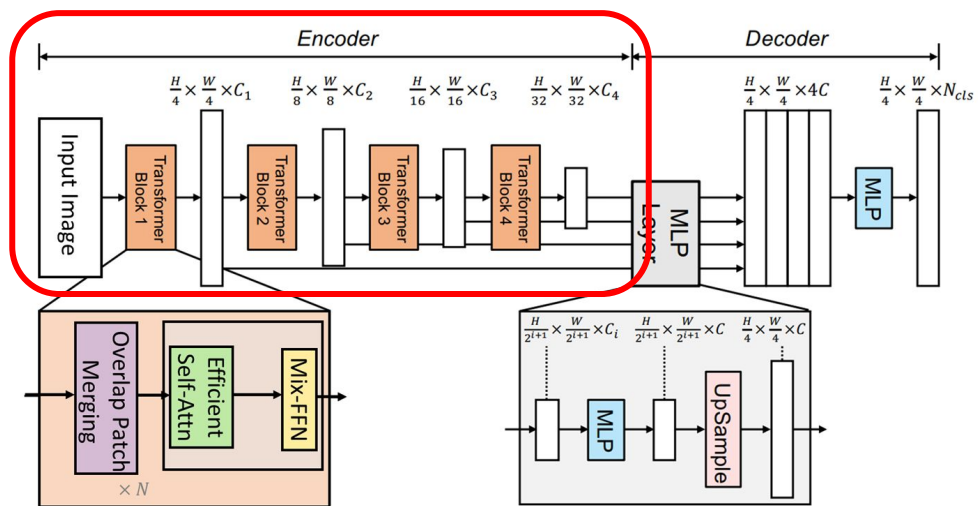 Encoder
Decoder
H/4 × W/4 ×C₁
H/8 × W/8 ×C₂
H/16 × W/16 ×C₃
H/32 × W/32 ×C₄
H/4 × W/4 ×4C
H/4 × W/4 ×N_cls
Input Image
Transformer
Block 1
Transformer
Block 2
Transformer
Block 3
Transformer
Block 4
MLP
Layer
MLP
Overlap Patch
Merging
Efficient
Self-Attn
Mix-FFN
× N
H/2^(i+1) × W/2^(i+1) ×C_i
H/2^(i+1) × W/2^(i+1) ×C
H/4 × W/4 ×C
MLP
UpSample